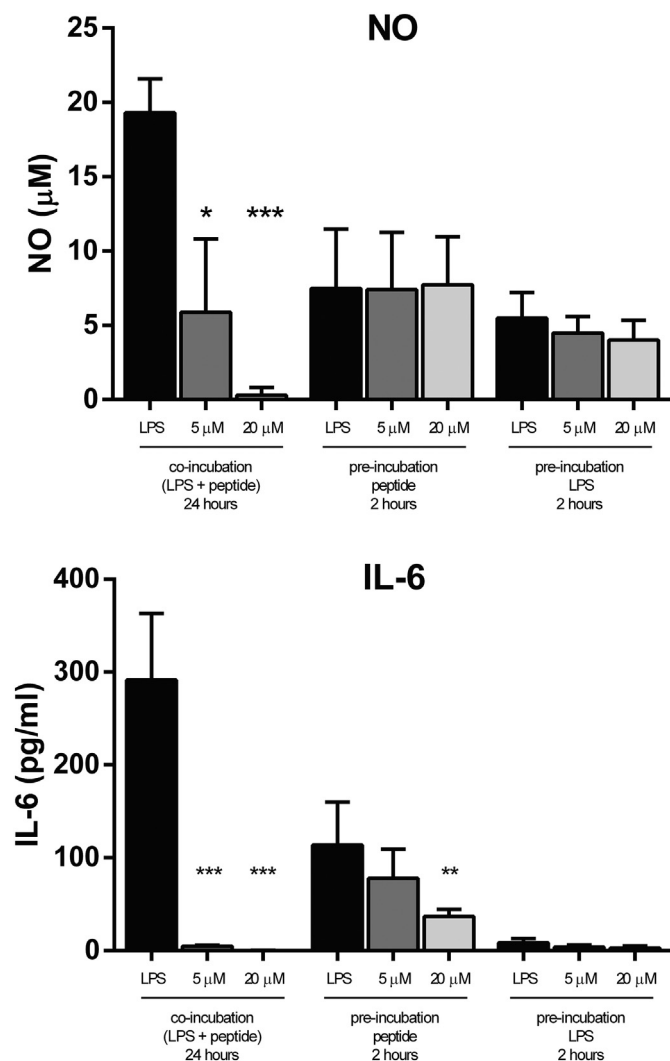 NO
25
20
15
10
5
0
NO (μM)
* ***
LPS 5 μM 20 μM LPS 5 μM 20 μM LPS 5 μM 20 μM
co-incubation
(LPS + peptide)
24 hours
pre-incubation
peptide
2 hours
pre-incubation
LPS
2 hours
IL-6
400
300
200
100
0
IL-6 (pg/ml)
*** *** **
LPS 5 μM 20 μM LPS 5 μM 20 μM LPS 5 μM 20 μM
co-incubation
(LPS + peptide)
24 hours
pre-incubation
peptide
2 hours
pre-incubation
LPS
2 hours